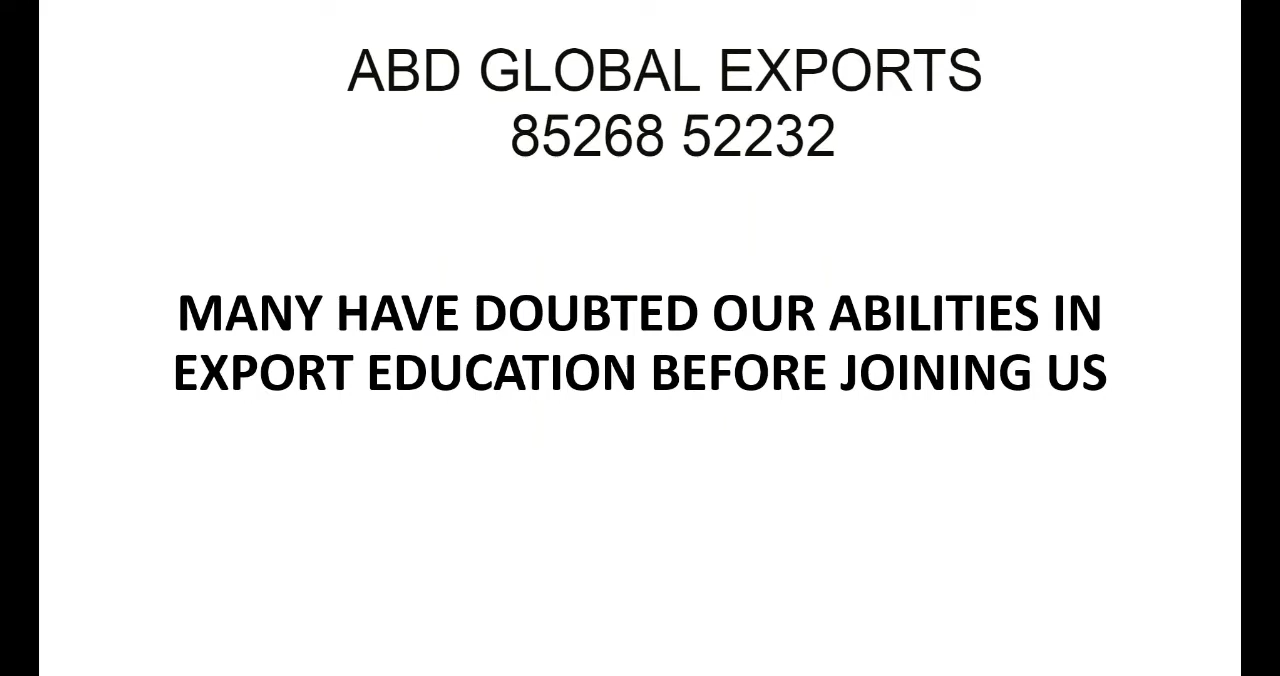 ABD GLOBAL EXPORTS
85268 52232
MANY HAVE DOUBTED OUR ABILITIES IN
EXPORT EDUCATION BEFORE JOINING US